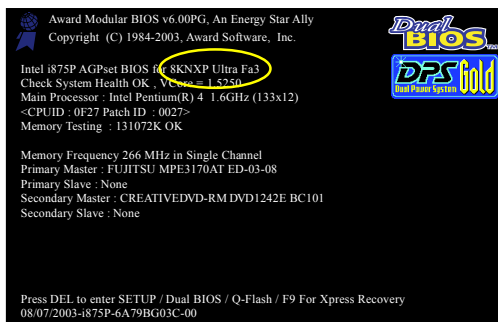 Award Modular BIOS v6.00PG, An Energy Star Ally
Copyright (C) 1984-2003, Award Software, Inc.
Dual BIOS
DPS Gold
Dual Power System
Intel i875P AGPset BIOS for 8KNXP Ultra Fa3
Check System Health OK , VCore = 1.5250
Main Processor : Intel Pentium(R) 4 1.6GHz (133x12)
<CPUID : 0F27 Patch ID : 0027>
Memory Testing : 131072K OK
Memory Frequency 266 MHz in Single Channel
Primary Master : FUJITSU MPE3170AT ED-03-08
Primary Slave : None
Secondary Master : CREATIVEDVD-RM DVD1242E BC101
Secondary Slave : None
Press DEL to enter SETUP / Dual BIOS / Q-Flash / F9 For Xpress Recovery
08/07/2003-i875P-6A79BG03C-00